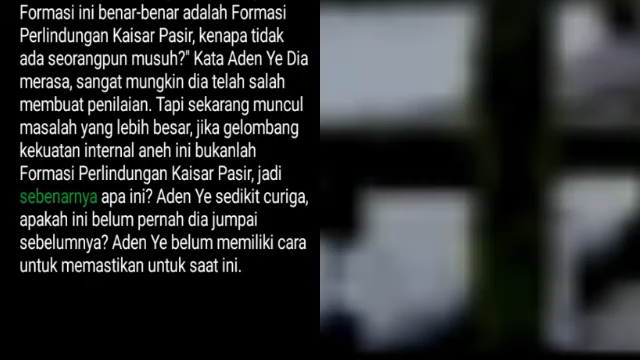 Formasi ini benar-benar adalah Formasi
Perlindungan Kaisar Pasir, kenapa tidak
ada seorangpun musuh?" Kata Aden Ye Dia
merasa, sangat mungkin dia telah salah
membuat penilaian. Tapi sekarang muncul
masalah yang lebih besar, jika gelombang
kekuatan internal aneh ini bukanlah
Formasi Perlindungan Kaisar Pasir, jadi
sebenarnya apa ini? Aden Ye sedikit curiga,
apakah ini belum pernah dia jumpai
sebelumnya? Aden Ye belum memiliki cara
untuk memastikan untuk saat ini.